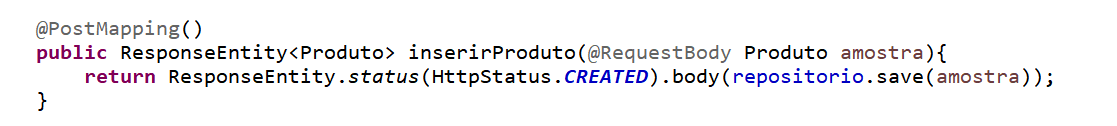 @PostMapping()
public ResponseEntity<Produto> inserirProduto(@RequestBody Produto amostra){
    return ResponseEntity.status(HttpStatus.CREATED).body(repositorio.save(amostra));
}